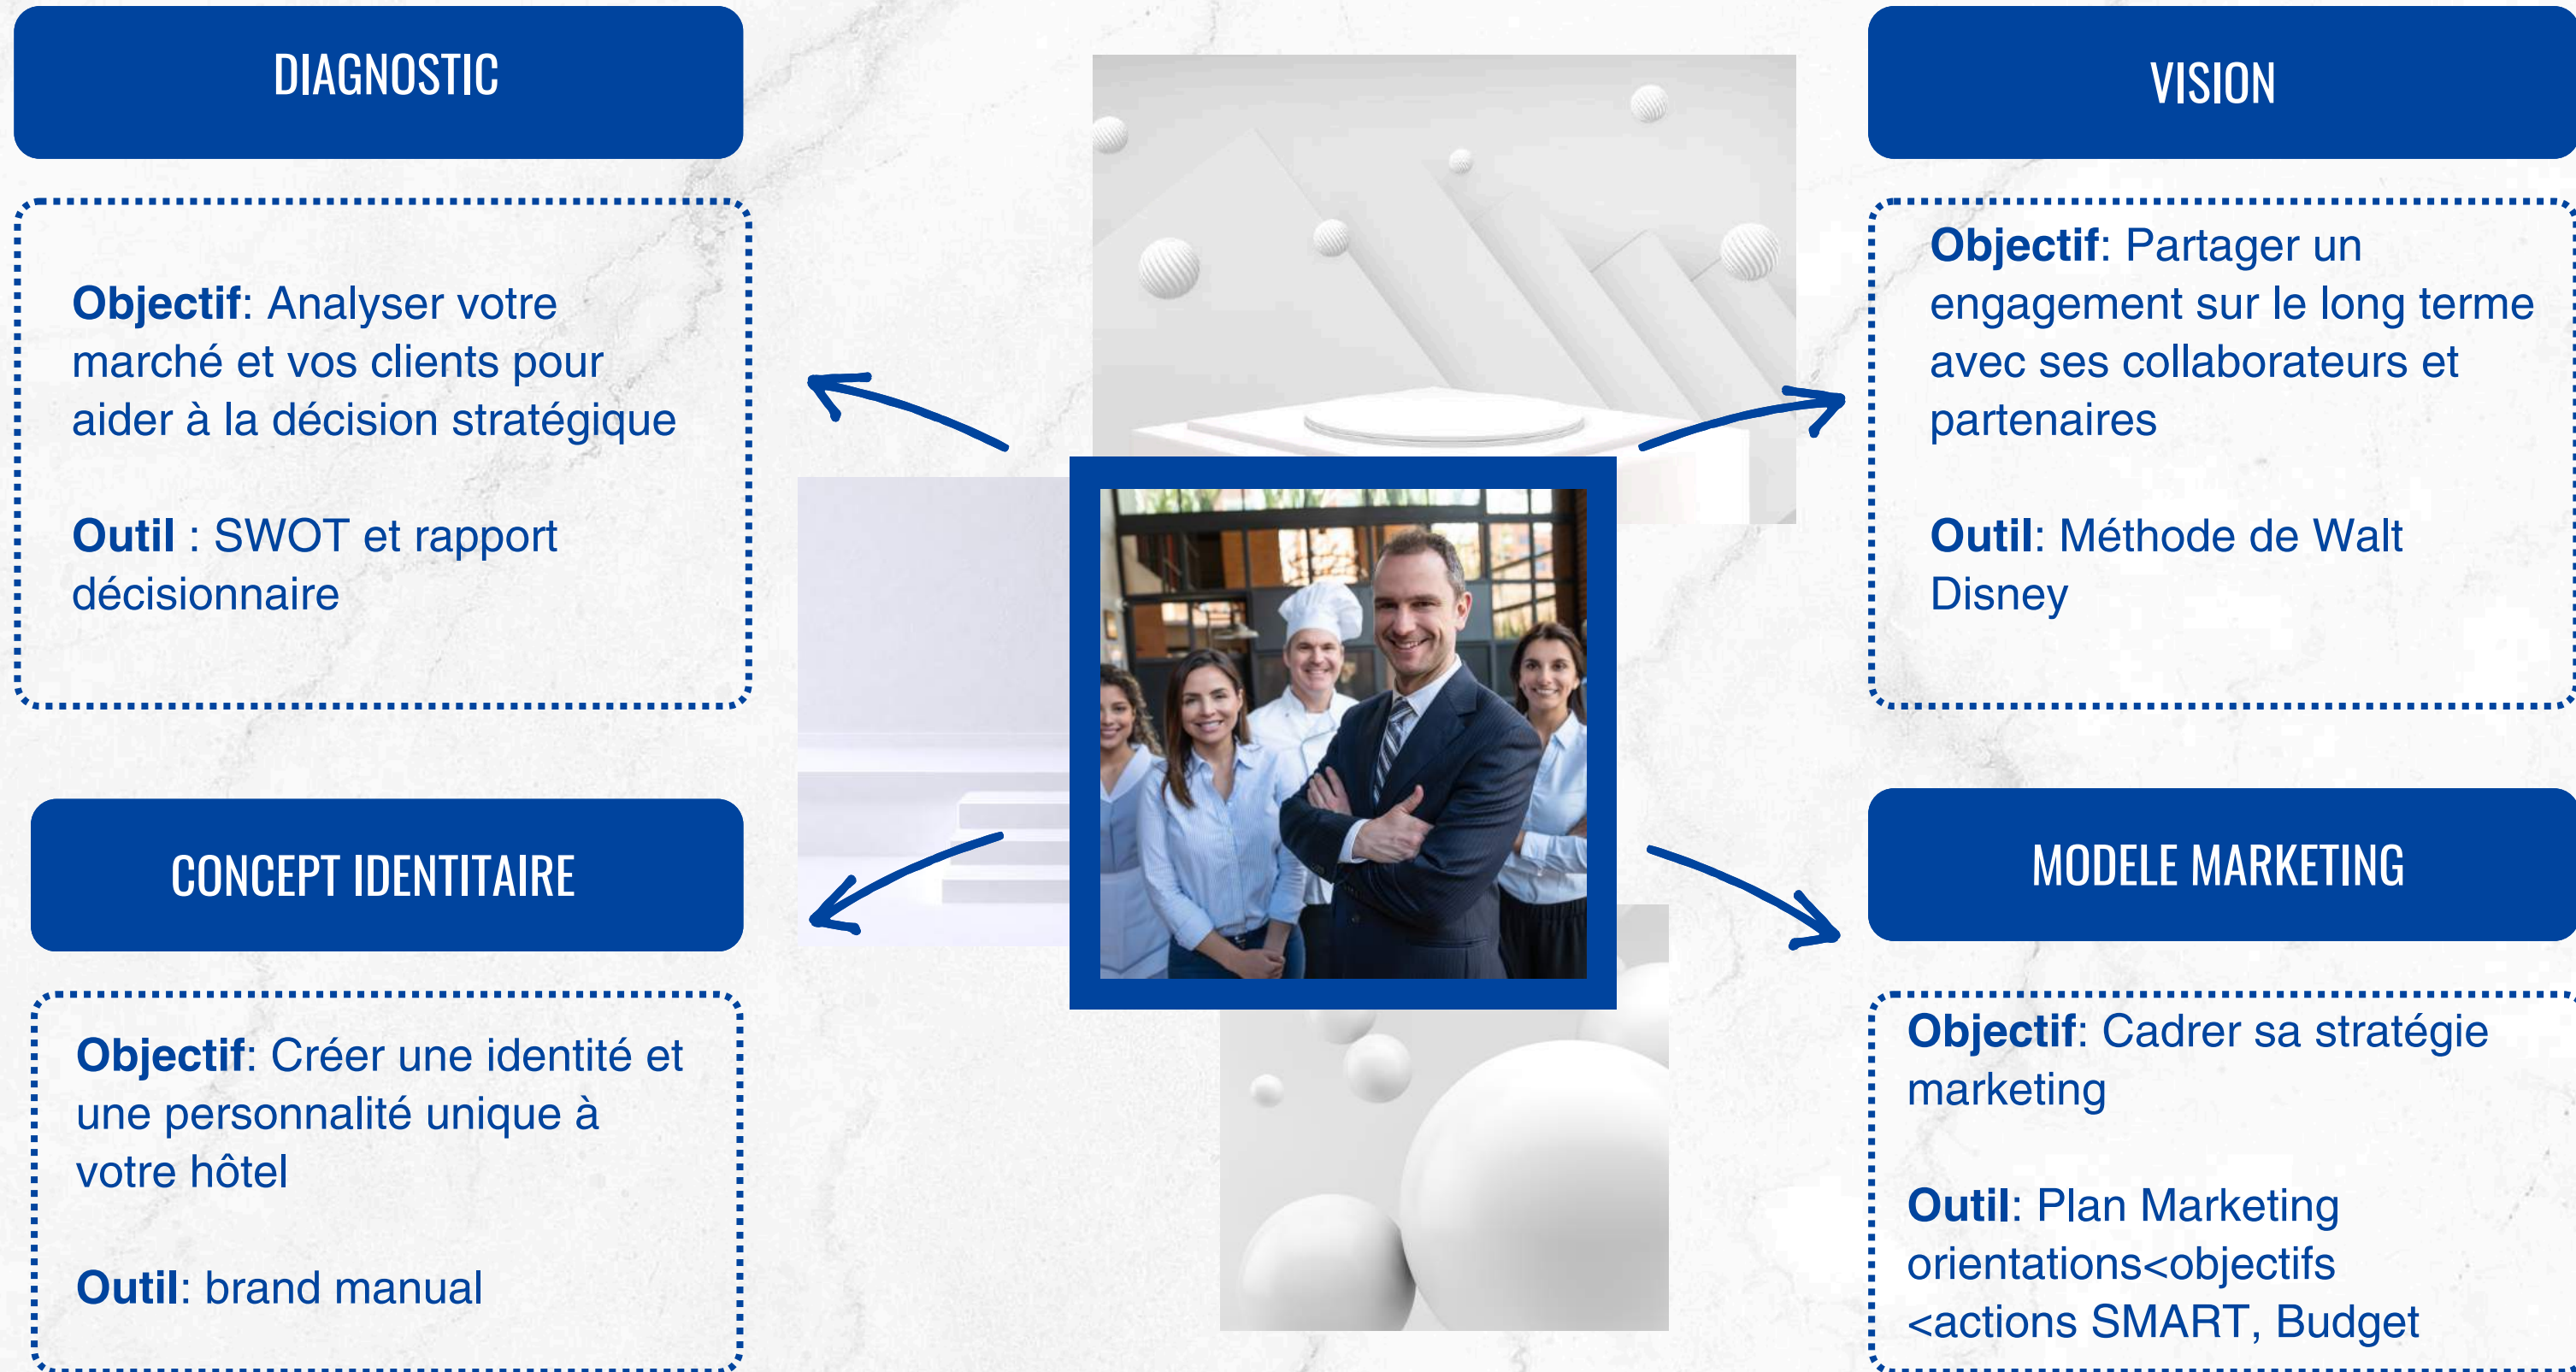 DIAGNOSTIC
Objectif: Analyser votre
marché et vos clients pour
aider à la décision stratégique
Outil : SWOT et rapport
décisionnaire
VISION
Objectif: Partager un
engagement sur le long terme
avec ses collaborateurs et
partenaires
Outil: Méthode de Walt
Disney
CONCEPT IDENTITAIRE
Objectif: Créer une identité et
une personnalité unique à
votre hôtel
Outil: brand manual
MODELE MARKETING
Objectif: Cadrer sa stratégie
marketing
Outil: Plan Marketing
orientations<objectifs
<actions SMART, Budget